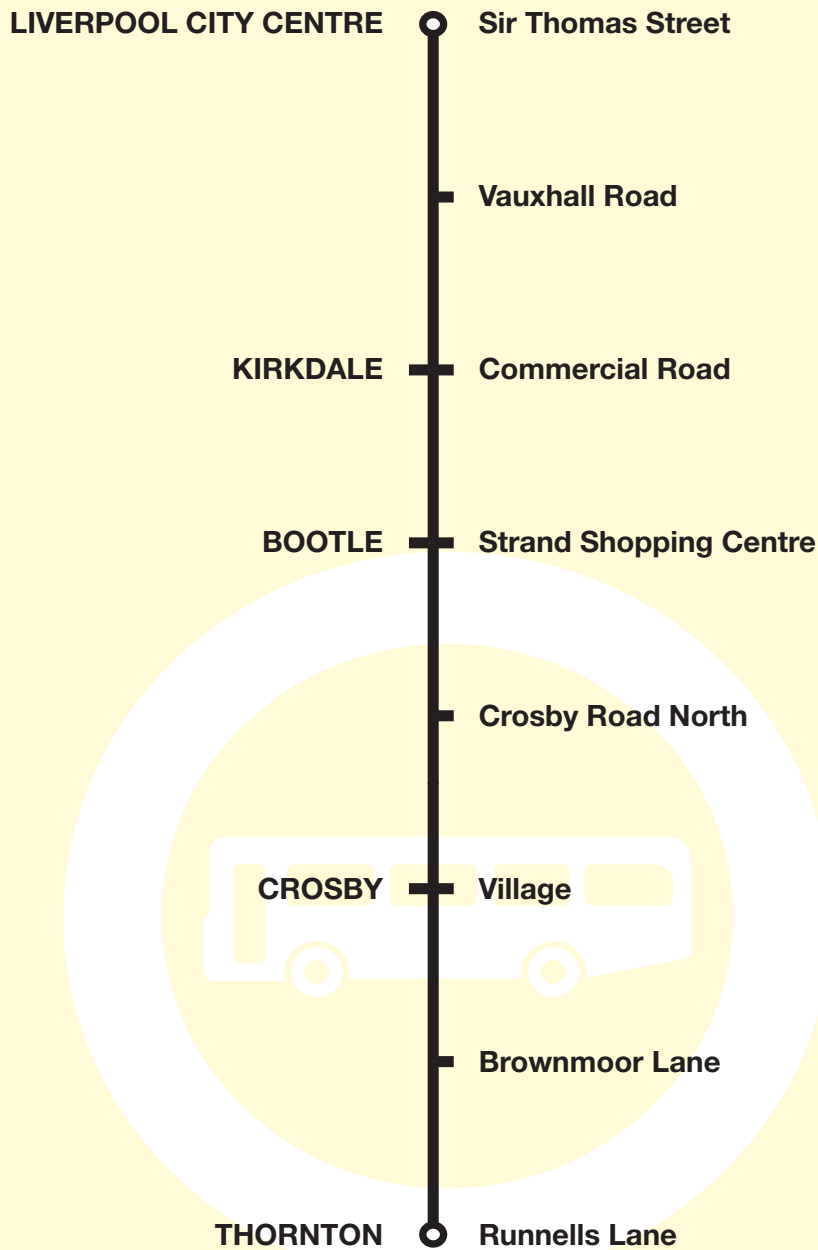 LIVERPOOL CITY CENTRE Sir Thomas Street
Vauxhall Road
KIRKDALE Commercial Road
BOOTLE Strand Shopping Centre
Crosby Road North
CROSBY Village
Brownmoor Lane
THORNTON Runnells Lane